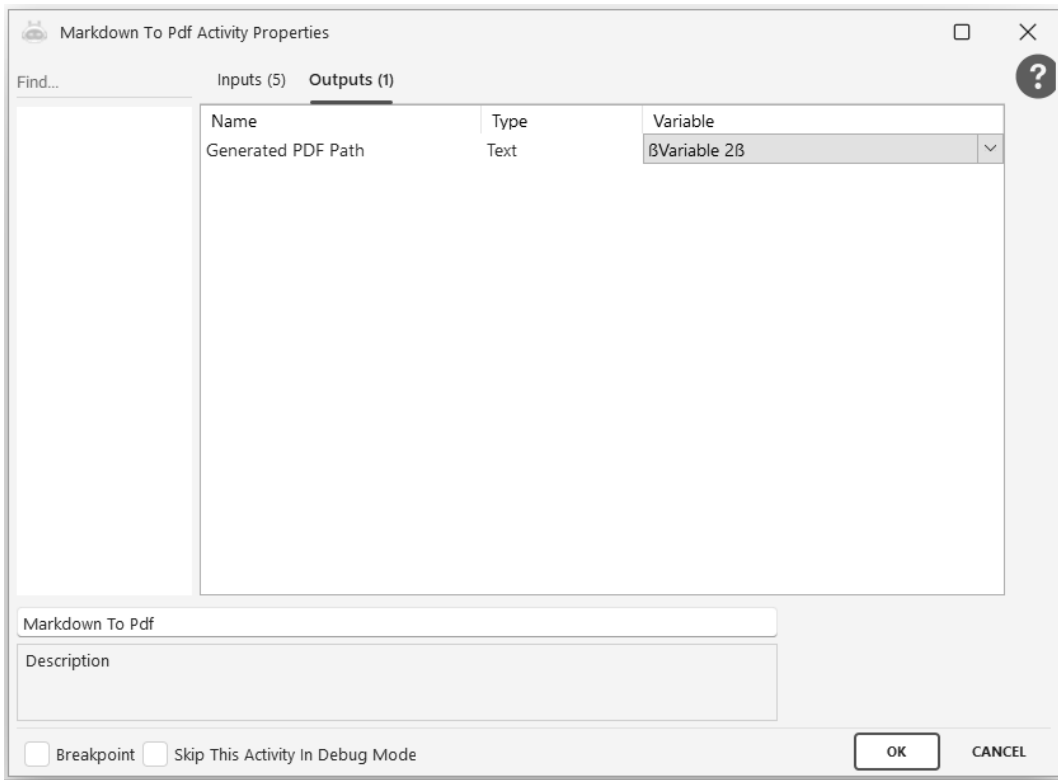 Markdown To Pdf Activity Properties
Find...
Inputs (5) Outputs (1)
?
Name Type Variable
Generated PDF Path Text ßVariable 2ß
Markdown To Pdf
Description
Breakpoint Skip This Activity In Debug Mode OK CANCEL